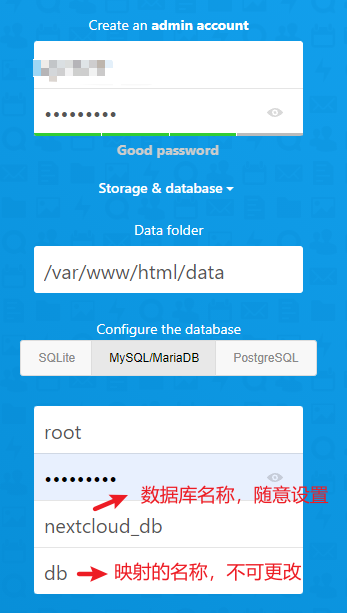 Create an admin account
•••••••••
Good password
Storage & database
Data folder
/var/www/html/data
Configure the database
SQLite MySQL/MariaDB PostgreSQL
root
•••••••••
数据库名称，随意设置
nextcloud_db
db 映射的名称，不可更改